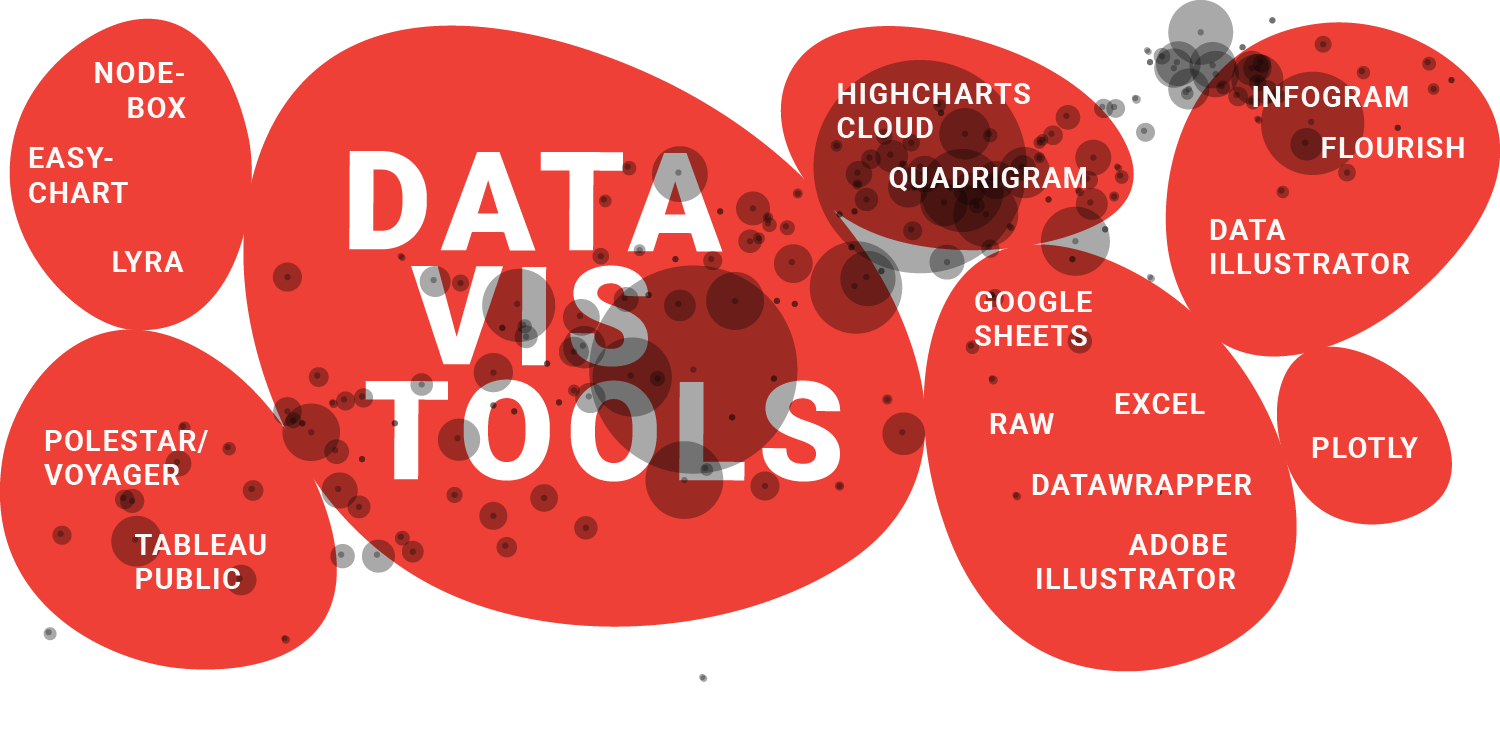 NODE-
BOX
EASY-
CHART
LYRA
POLESTAR/
VOYAGER
TABLEAU
PUBLIC
DATA
VIS
TOOLS
HIGHCHARTS
CLOUD
QUADRIGRAM
GOOGLE
SHEETS
RAW
EXCEL
DATAWRAPPER
ADOBE
ILLUSTRATOR
INFOGRAM
FLOURISH
DATA
ILLUSTRATOR
PLOTLY